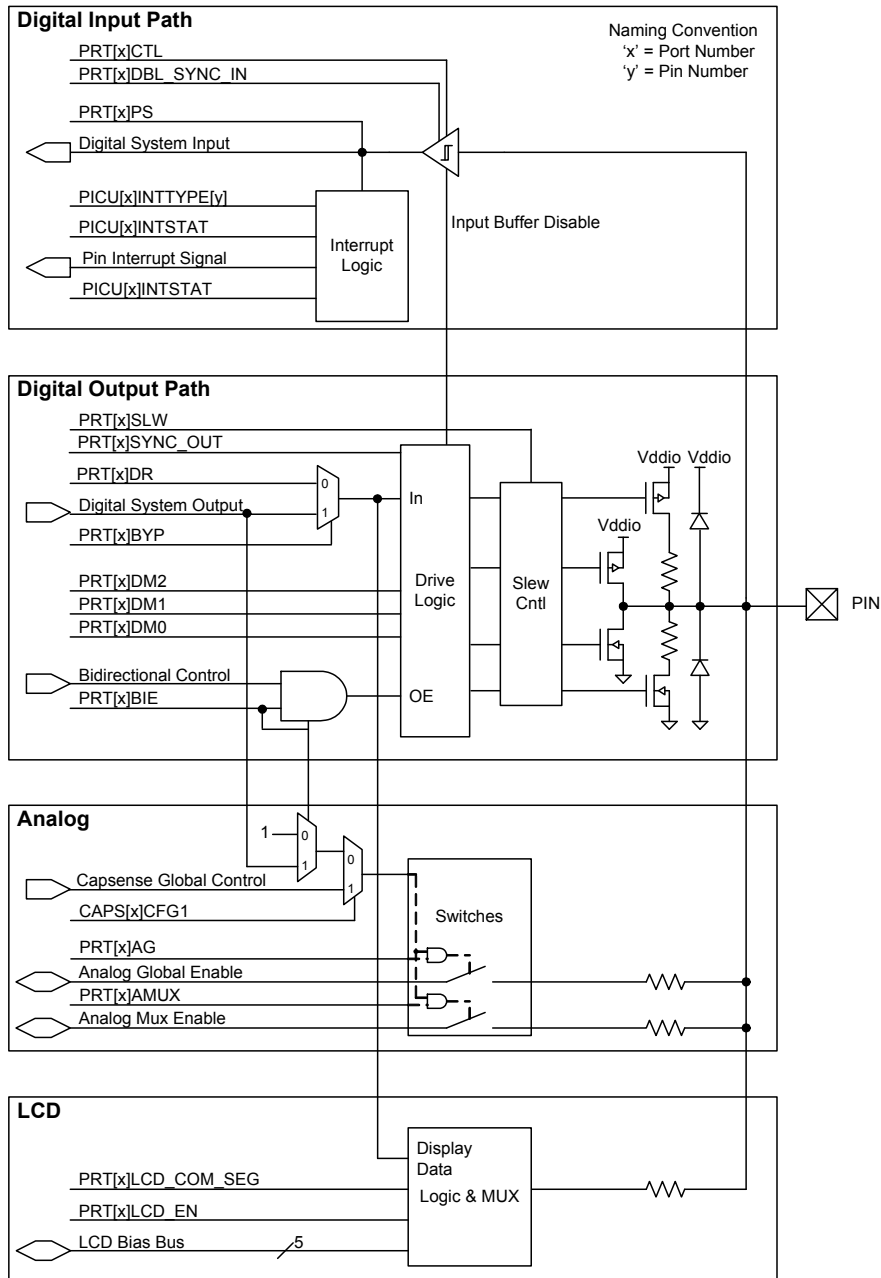 Digital Input Path
Naming Convention
‘x’ = Port Number
‘y’ = Pin Number
PRT[x]CTL
PRT[x]DBL_SYNC_IN
PRT[x]PS
Digital System Input
PICU[x]INTTYPE[y]
PICU[x]INTSTAT
Pin Interrupt Signal
PICU[x]INTSTAT
Interrupt
Logic
Input Buffer Disable
Digital Output Path
PRT[x]SLW
PRT[x]SYNC_OUT
PRT[x]DR
Digital System Output
PRT[x]BYP
0
1
PRT[x]DM2
PRT[x]DM1
PRT[x]DM0
Bidirectional Control
PRT[x]BIE
In
Drive
Logic
OE
Slew
Cntl
Vddio
Vddio
Vddio
PIN
Analog
1
0
1
0
1
Capsense Global Control
CAPS[x]CFG1
PRT[x]AG
Analog Global Enable
PRT[x]AMUX
Analog Mux Enable
Switches
LCD
PRT[x]LCD_COM_SEG
PRT[x]LCD_EN
LCD Bias Bus
5
Display
Data
Logic & MUX